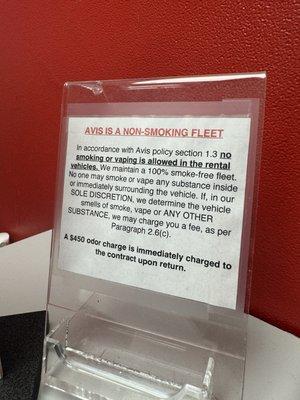 AVIS IS A NON-SMOKING FLEET
In accordance with Avis policy section 1.3 no
smoking or vaping is allowed in the rental
vehicles. We maintain a 100% smoke-free fleet.
No one may smoke or vape any substance inside
or immediately surrounding the vehicle. If, in our
SOLE DISCRETION, we determine the vehicle
smells of smoke, vape or ANY OTHER
SUBSTANCE, we may charge you a fee, as per
Paragraph 2.6(c).
A $450 odor charge is immediately charged to
the contract upon return.